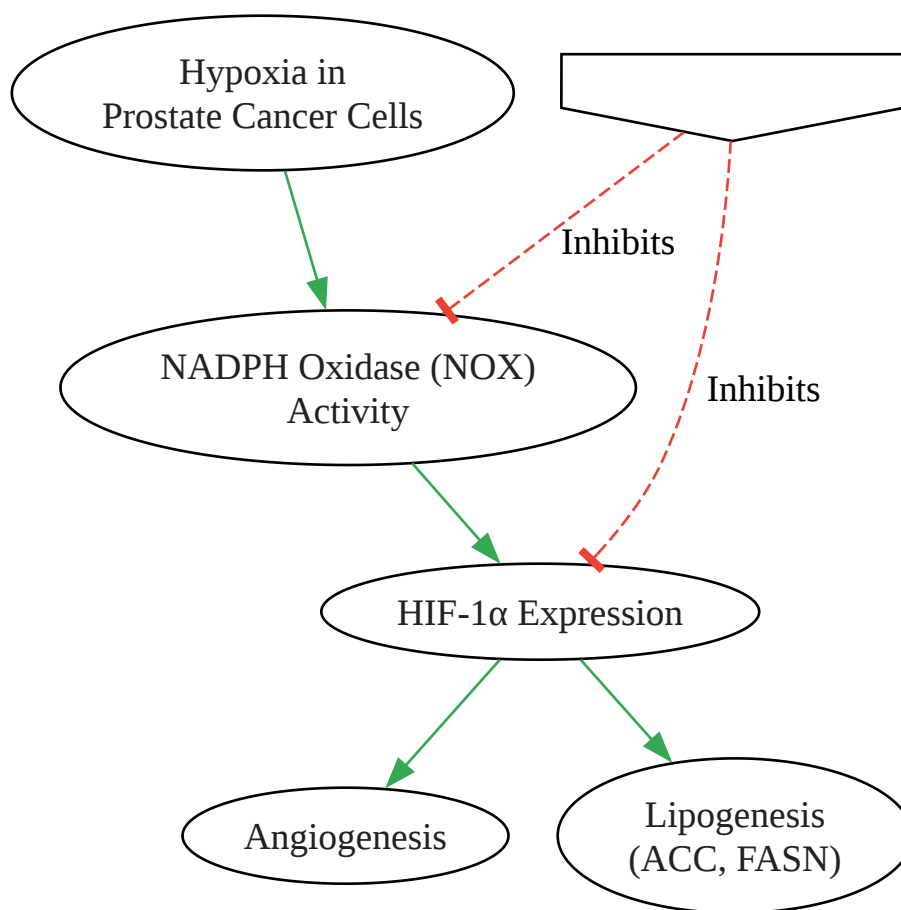 Hypoxia in
Prostate Cancer Cells
Inhibits
NADPH Oxidase (NOX)
Activity
Inhibits
HIF-1α Expression
Angiogenesis
Lipogenesis
(ACC, FASN)